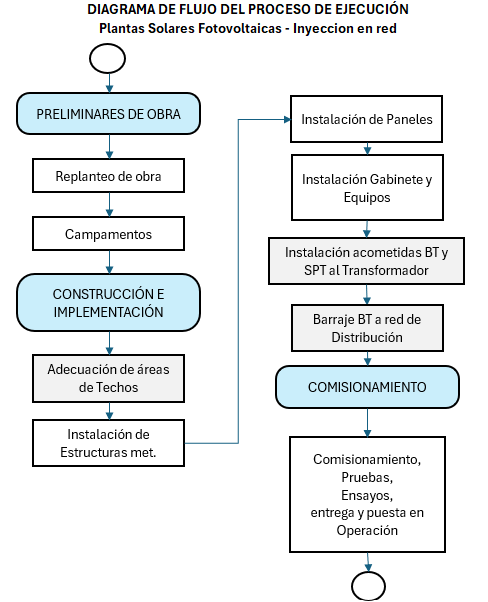 DIAGRAMA DE FLUJO DEL PROCESO DE EJECUCIÓN
Plantas Solares Fotovoltaicas - Inyeccion en red
PRELIMINARES DE OBRA
Replanteo de obra
Campamentos
CONSTRUCCIÓN E
IMPLEMENTACIÓN
Adecuación de áreas
de Techos
Instalación de
Estructuras met.
Instalación de Paneles
Instalación Gabinete y
Equipos
Instalación acometidas BT y
SPT al Transformador
Barraje BT a red de
Distribución
COMISIONAMIENTO
Comisionamiento,
Pruebas,
Ensayos,
entrega y puesta en
Operación